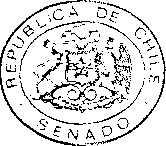 REPUBLICA DE CHILE
SENADO